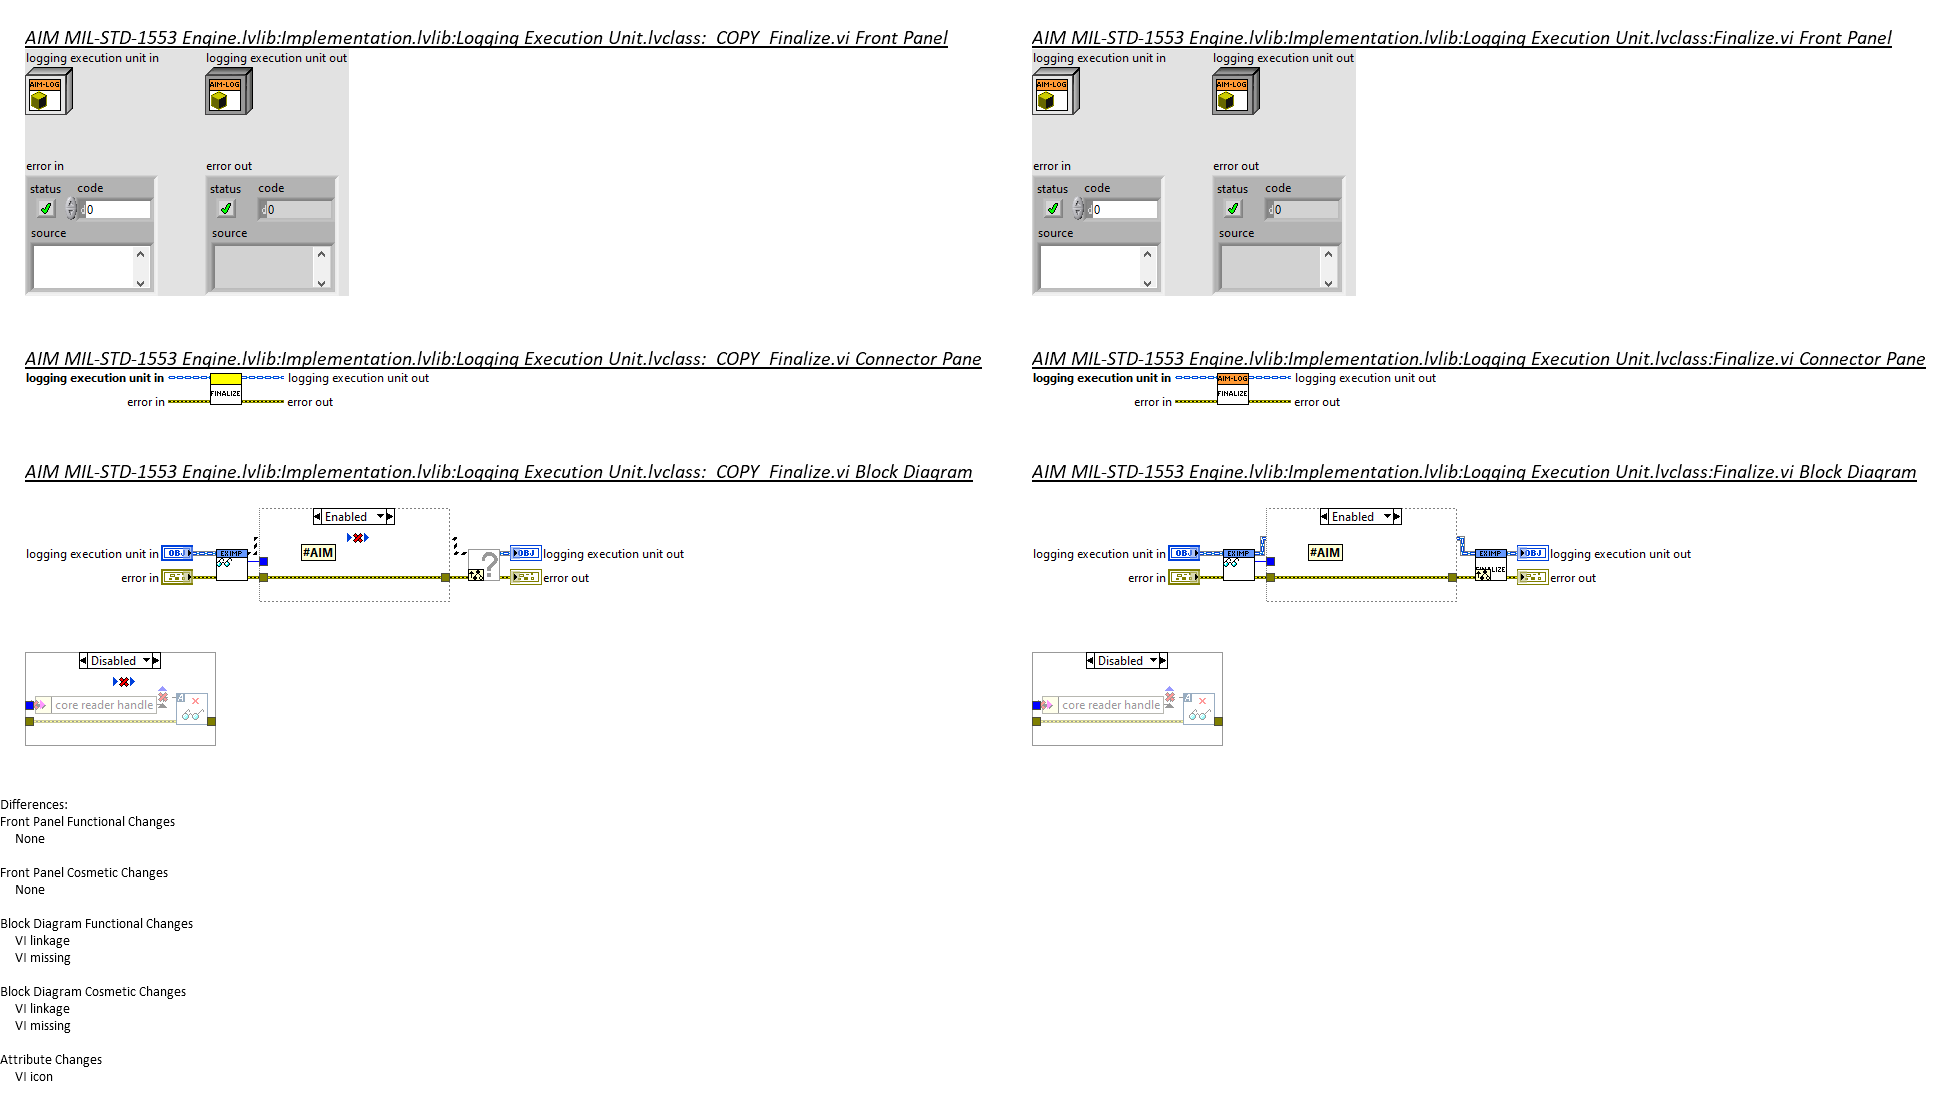 AIM MIL-STD-1553 Engine.lvlib:Implementation.lvlib:Logging Execution Unit.lvclass:_COPY_Finalize.vi Front Panel
logging execution unit in
logging execution unit out
AIM-LOG
AIM-LOG
error in
error out
status
code
status
code
d
0
d
0
source
source
AIM MIL-STD-1553 Engine.lvlib:Implementation.lvlib:Logging Execution Unit.lvclass:_COPY_Finalize.vi Connector Pane
logging execution unit in
logging execution unit out
FINALIZE
error in
error out
AIM MIL-STD-1553 Engine.lvlib:Implementation.lvlib:Logging Execution Unit.lvclass:_COPY_Finalize.vi Block Diagram
Enabled
#AIM
logging execution unit in
OBJ
EXIMP
?
OBJ
logging execution unit out
error in
error out
Disabled
core reader handle
Differences:
Front Panel Functional Changes
None
Front Panel Cosmetic Changes
None
Block Diagram Functional Changes
VI linkage
VI missing
Block Diagram Cosmetic Changes
VI linkage
VI missing
Attribute Changes
VI icon
AIM MIL-STD-1553 Engine.lvlib:Implementation.lvlib:Logging Execution Unit.lvclass:Finalize.vi Front Panel
logging execution unit in
logging execution unit out
AIM-LOG
AIM-LOG
error in
error out
status
code
status
code
d
0
d
0
source
source
AIM MIL-STD-1553 Engine.lvlib:Implementation.lvlib:Logging Execution Unit.lvclass:Finalize.vi Connector Pane
logging execution unit in
AIM-LOG
logging execution unit out
FINALIZE
error in
error out
AIM MIL-STD-1553 Engine.lvlib:Implementation.lvlib:Logging Execution Unit.lvclass:Finalize.vi Block Diagram
Enabled
#AIM
logging execution unit in
OBJ
EXIMP
EXIMP
OBJ
logging execution unit out
error in
error out
Disabled
core reader handle